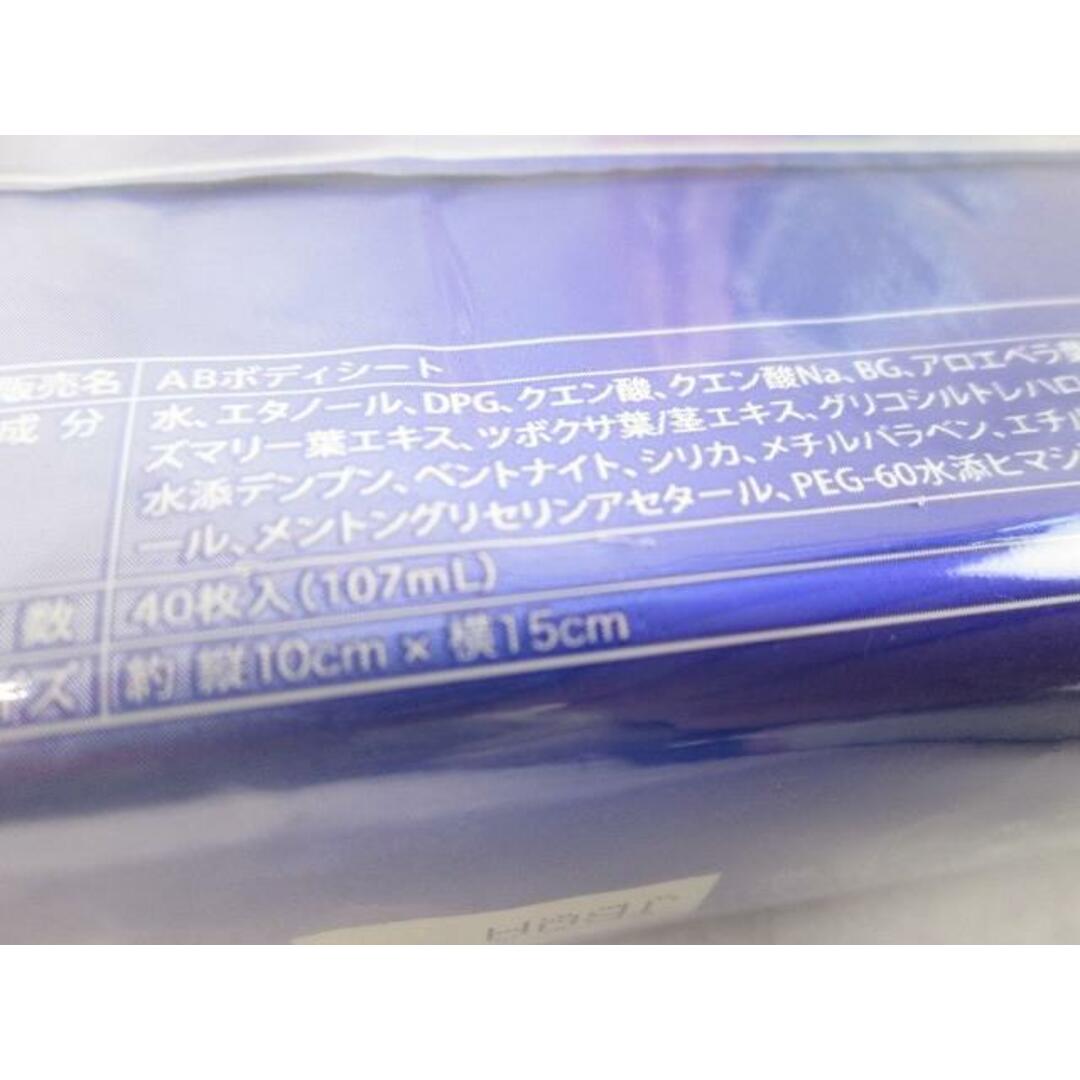 販売名 ABボディシート
成分 水、エタノール、DPG、クエン酸、クエン酸Na、BG、アロエベラ葉
ズマリー葉エキス、ツボクサ葉/茎エキス、グリコシルトレハロ
水添デンプン、ベントナイト、シリカ、メチルパラベン、エチル
ール、メントングリセリンアセタール、PEG-60水添ヒマシ
数 40枚入(107mL)
イズ 約 縦10cm × 横15cm